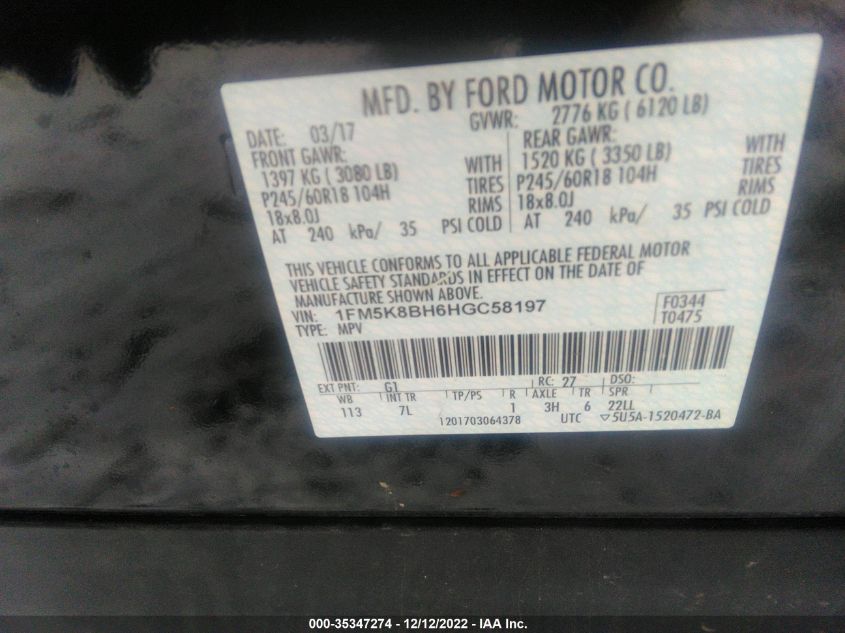 MFD. BY FORD MOTOR CO.
DATE: 03/17 GVWR: 2776 KG ( 6120 LB)
FRONT GAWR: REAR GAWR:
1397 KG ( 3080 LB) WITH 1520 KG ( 3350 LB) WITH
P245/60R18 104H TIRES P245/60R18 104H TIRES
18x8.0J RIMS 18x8.0J RIMS
AT 240 kPa/ 35 PSI COLD AT 240 kPa/ 35 PSI COLD
THIS VEHICLE CONFORMS TO ALL APPLICABLE FEDERAL MOTOR
VEHICLE SAFETY STANDARDS IN EFFECT ON THE DATE OF
MANUFACTURE SHOWN ABOVE.
VIN: 1FM5K8BH6HGC58197 F0344
TYPE: MPV T0475
EXT PNT: G1 RC: 27 DSO:
WB INT TR TP/PS R AXLE TR SPR
113 7L 1 3H 6 22LL
1201703064378 UTC ▽5U5A-1520472-BA
000-35347274 - 12/12/2022 - IAA Inc.